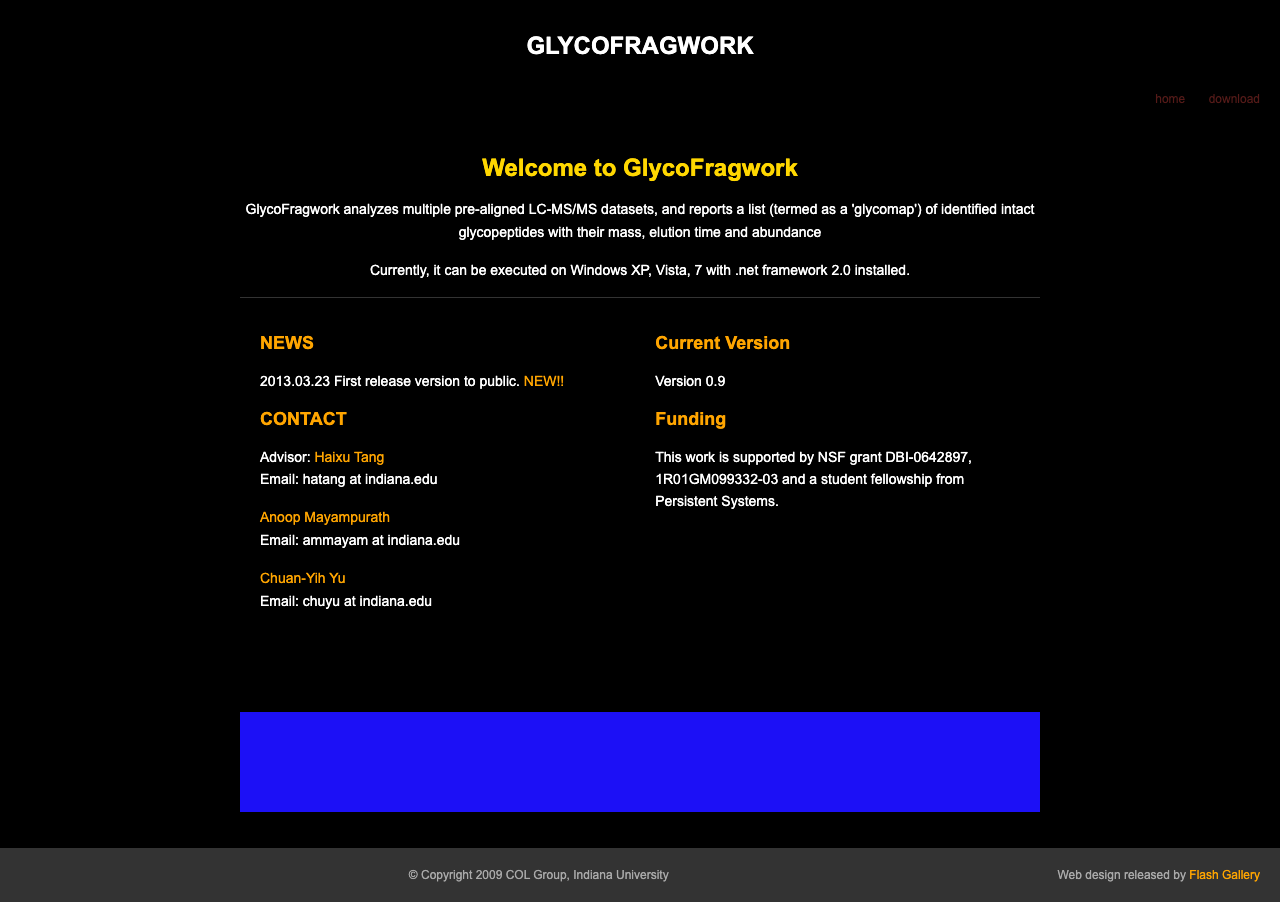 GLYCOFRAGWORK
home download
Welcome to GlycoFragwork
GlycoFragwork analyzes multiple pre-aligned LC-MS/MS datasets, and reports a list (termed as a 'glycomap') of identified intact
glycopeptides with their mass, elution time and abundance
Currently, it can be executed on Windows XP, Vista, 7 with .net framework 2.0 installed.
NEWS
2013.03.23 First release version to public. NEW!!
CONTACT
Advisor: Haixu Tang
Email: hatang at indiana.edu
Anoop Mayampurath
Email: ammayam at indiana.edu
Chuan-Yih Yu
Email: chuyu at indiana.edu
Current Version
Version 0.9
Funding
This work is supported by NSF grant DBI-0642897,
1R01GM099332-03 and a student fellowship from
Persistent Systems.
© Copyright 2009 COL Group, Indiana University
Web design released by Flash Gallery